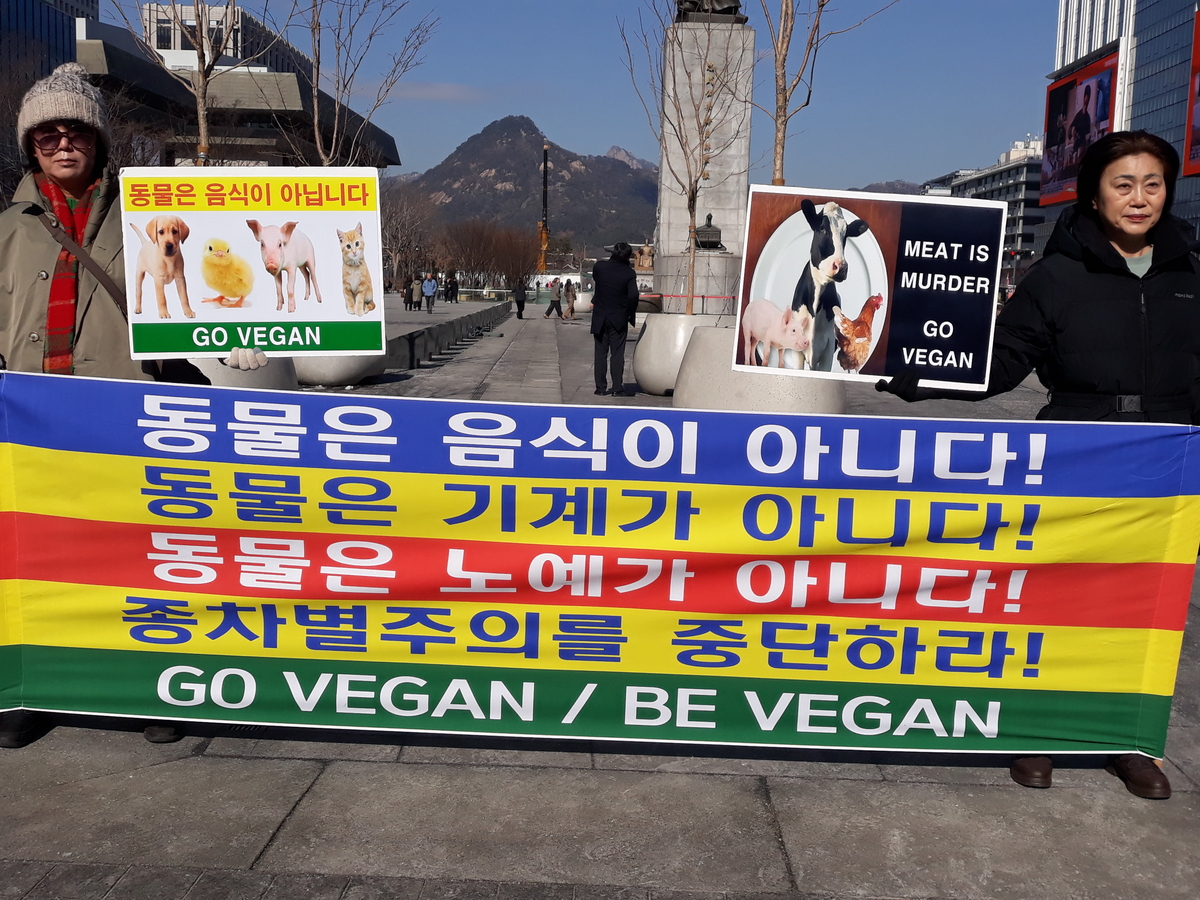 동물은 음식이 아닙니다
GO VEGAN
MEAT IS
MURDER
GO
VEGAN
동물은 음식이 아니다!
동물은 기계가 아니다!
동물은 노예가 아니다!
종차별주의를 중단하라!
GO VEGAN / BE VEGAN